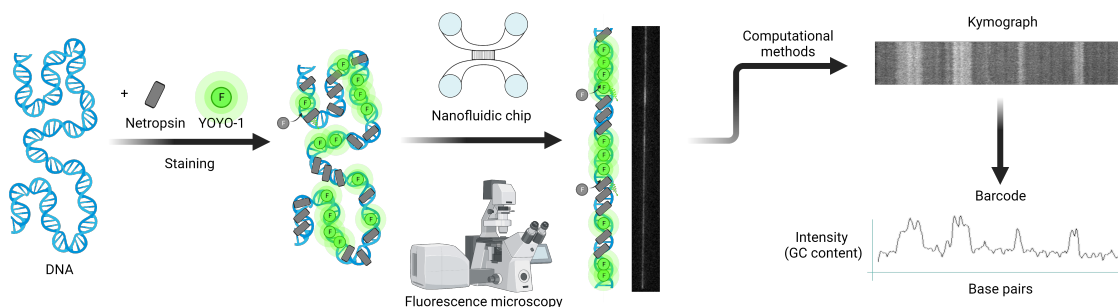 DNA
+
Netropsin
YOYO-1
F
Staining
F
F
F
F
F
F
F
F
F
F
F
F
F
Nanofluidic chip
Fluorescence microscopy
F
F
F
F
F
F
F
F
F
F
F
F
Computational
methods
Kymograph
Barcode
Intensity
(GC content)
Base pairs